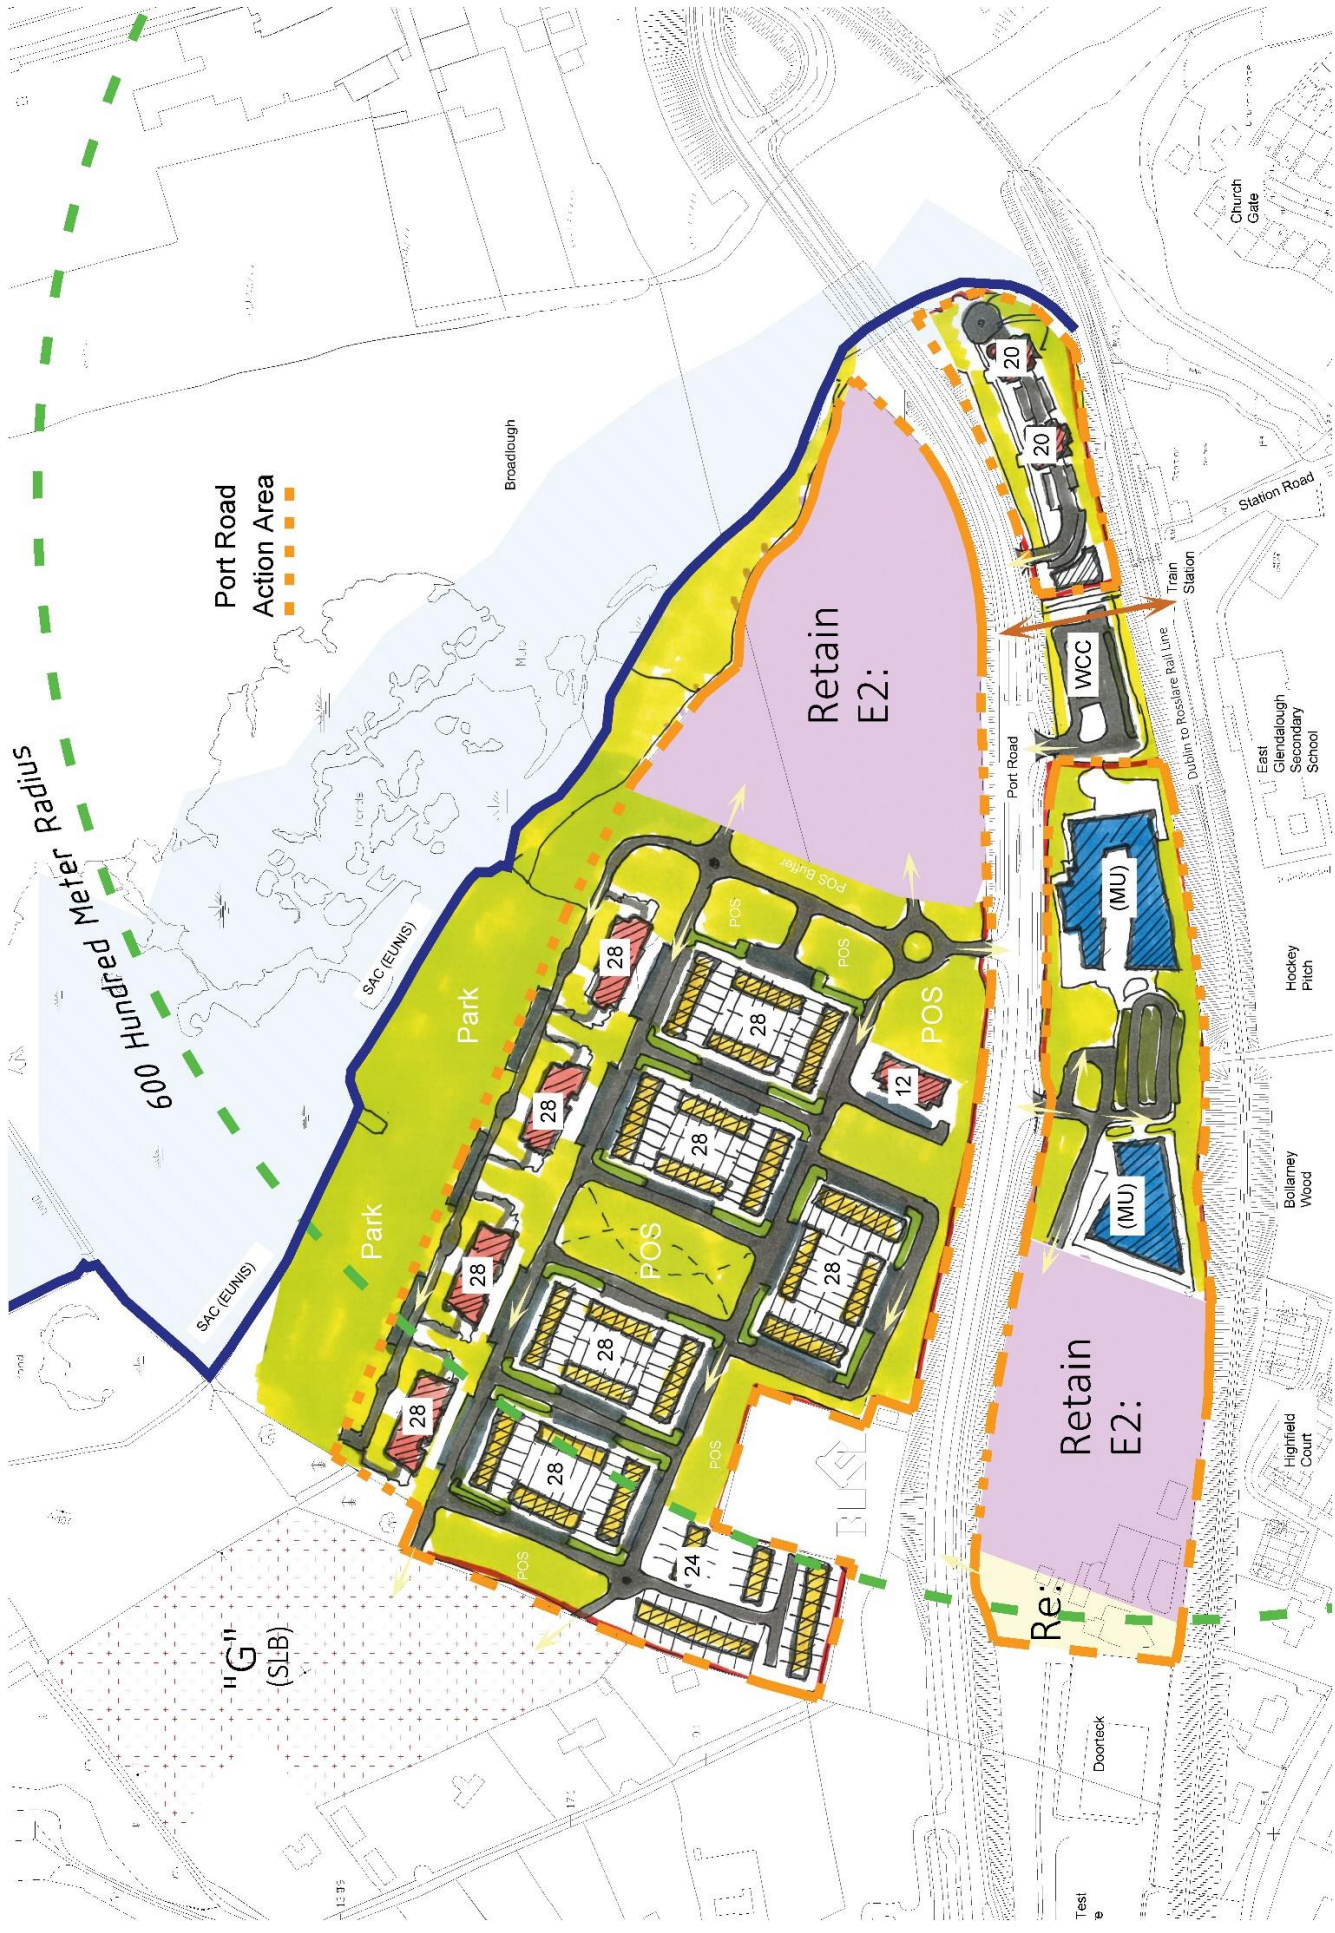 600 Hundred Meter Radius
Port Road
Action Area
Broadlough
Church
Gate
SAC (EUNIS)
SAC (EUNIS)
Park
Park
Retain
E2:
20
20
Station Road
Train
Station
WCC
Port Road
Dublin to Rosslare Rail Line
East
Glendalough
Secondary
School
POS Buffer
POS
POS
POS
28
28
28
28
28
28
28
28
28
12
POS
POS
POS
24
(MU)
(MU)
Hockey
Pitch
Bollarney
Wood
Retain
E2:
Highfield
Court
Re:
"G"
(SLB)
Doorteck
Test